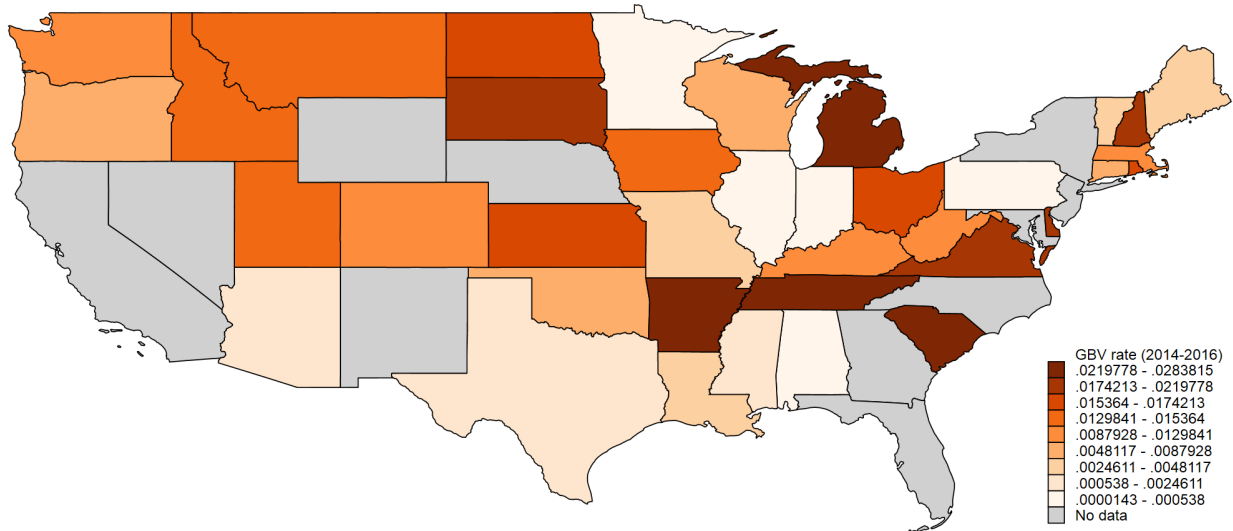 GBV rate (2014-2016)
.0219778 - .0283815
.0174213 - .0219778
.015364 - .0174213
.0129841 - .015364
.0087928 - .0129841
.0048117 - .0087928
.0024611 - .0048117
.000538 - .0024611
.0000143 - .000538
No data